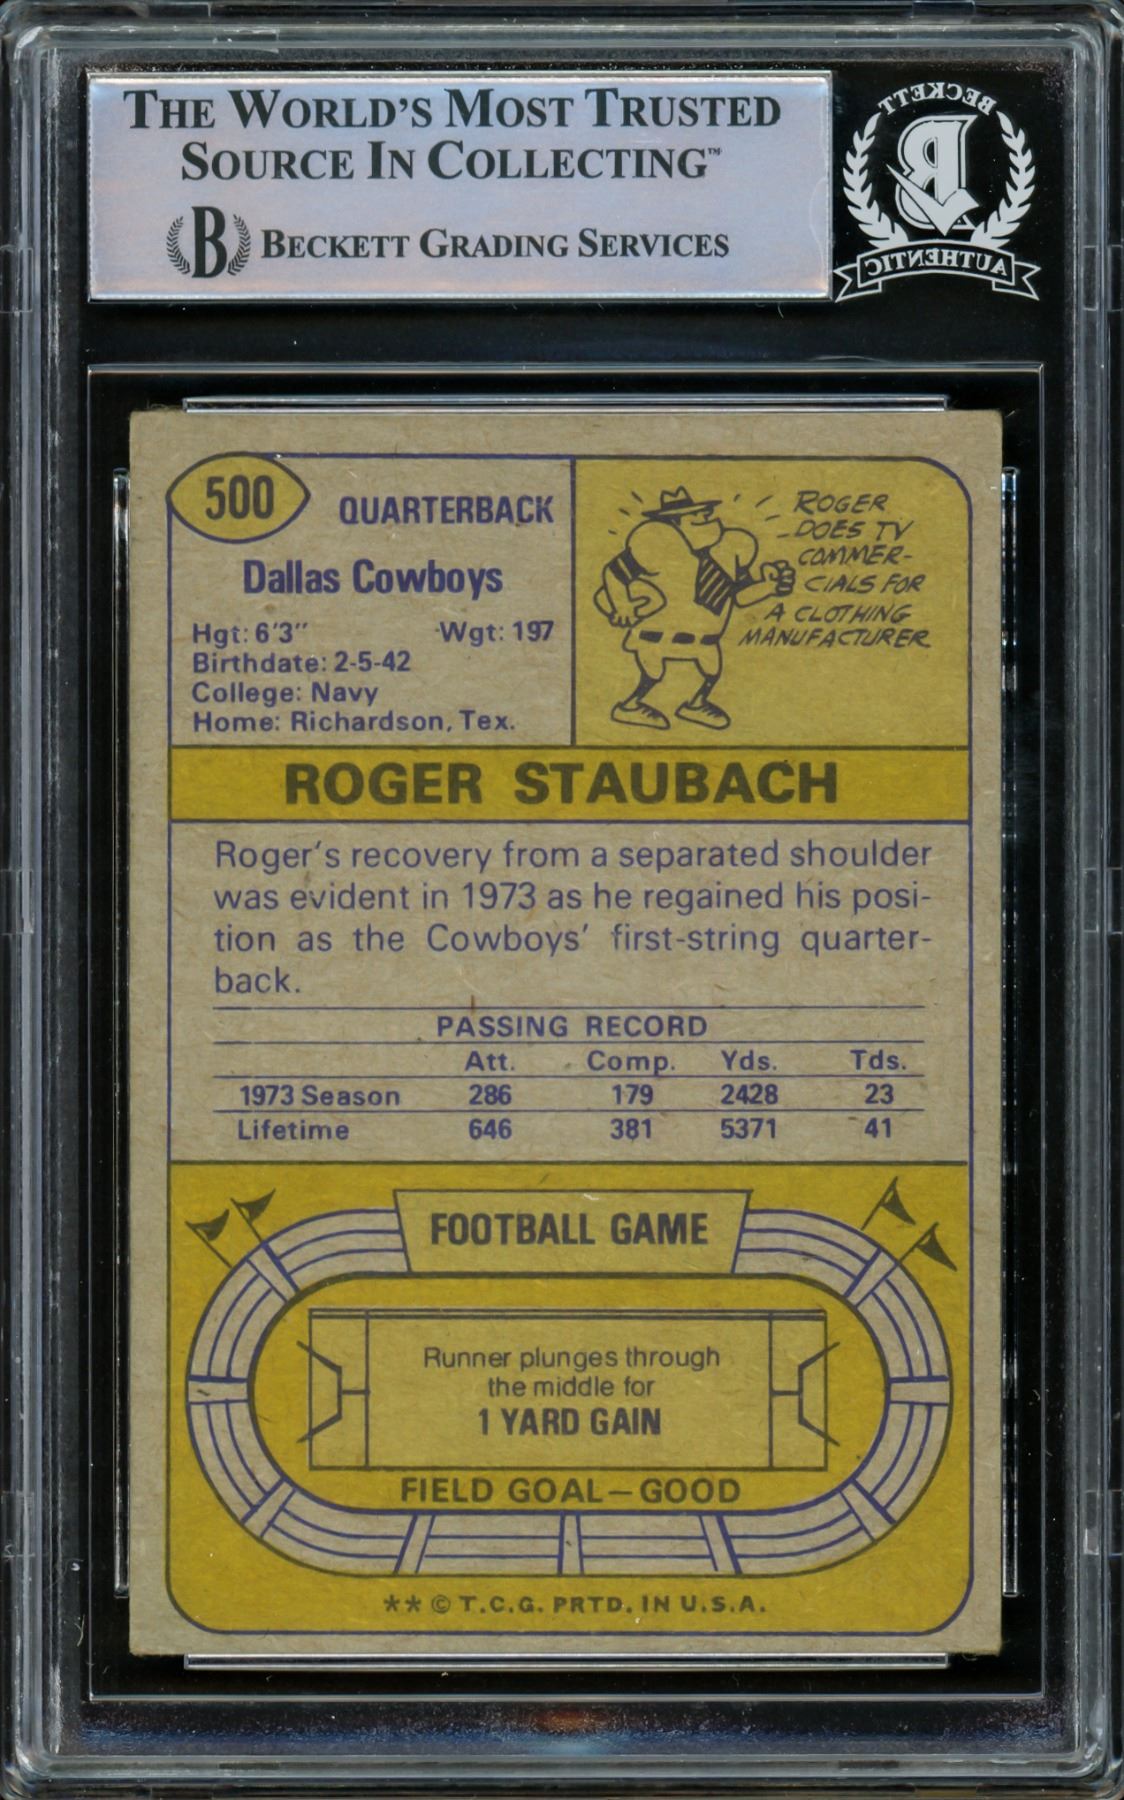 THE WORLD'S MOST TRUSTED
SOURCE IN COLLECTING™
B BECKETT GRADING SERVICES
BECKETT
B
AUTHENTIC
500
QUARTERBACK
Dallas Cowboys
Hgt: 6'3" Wgt: 197
Birthdate: 2-5-42
College: Navy
Home: Richardson, Tex.
ROGER
DOES TV
COMMER-
CIALS FOR
A CLOTHING
MANUFACTURER
ROGER STAUBACH
Roger's recovery from a separated shoulder
was evident in 1973 as he regained his posi-
tion as the Cowboys' first-string quarter-
back.
PASSING RECORD
Att. Comp. Yds. Tds.
1973 Season 286 179 2428 23
Lifetime 646 381 5371 41
FOOTBALL GAME
Runner plunges through
the middle for
1 YARD GAIN
FIELD GOAL—GOOD
** © T.C.G. PRTD. IN U.S.A.